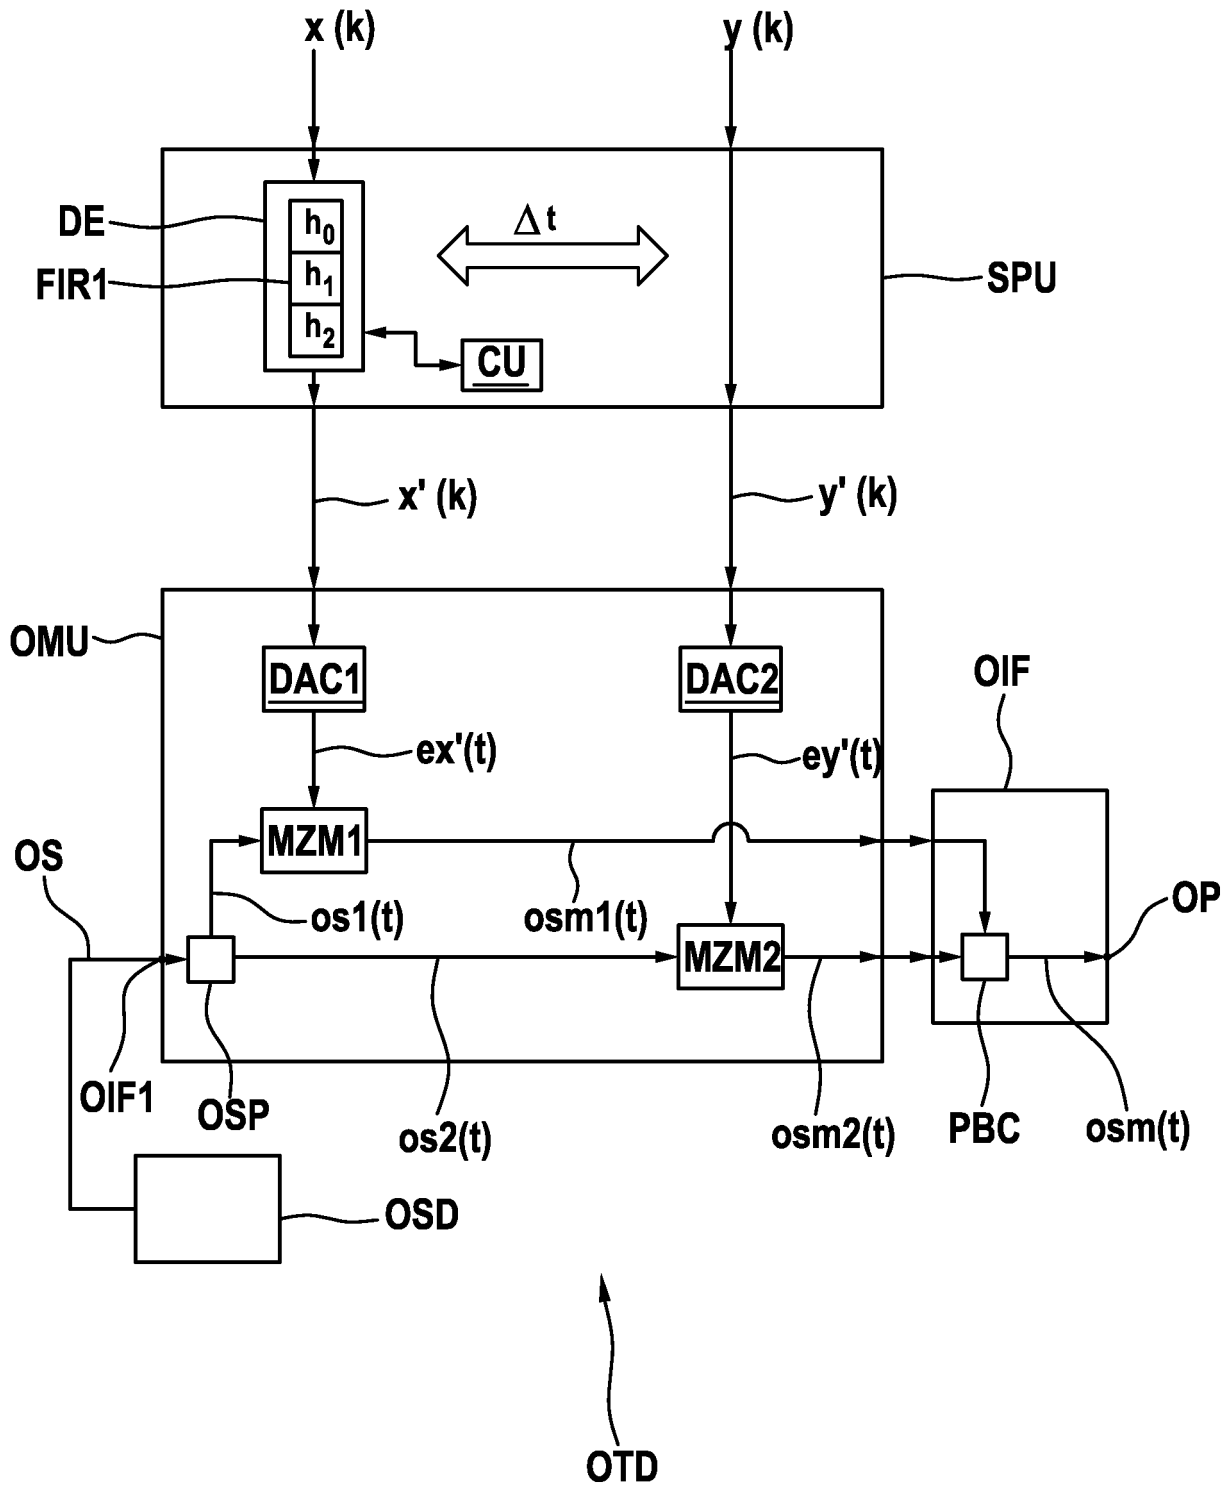 x (k)
y (k)
DE
h0
Δt
FIR1
h1
SPU
h2
CU
x' (k)
y' (k)
OMU
DAC1
DAC2
OIF
ex'(t)
ey'(t)
MZM1
OS
OP
os1(t)
osm1(t)
MZM2
OIF1
OSP
os2(t)
osm2(t)
PBC
osm(t)
OSD
OTD